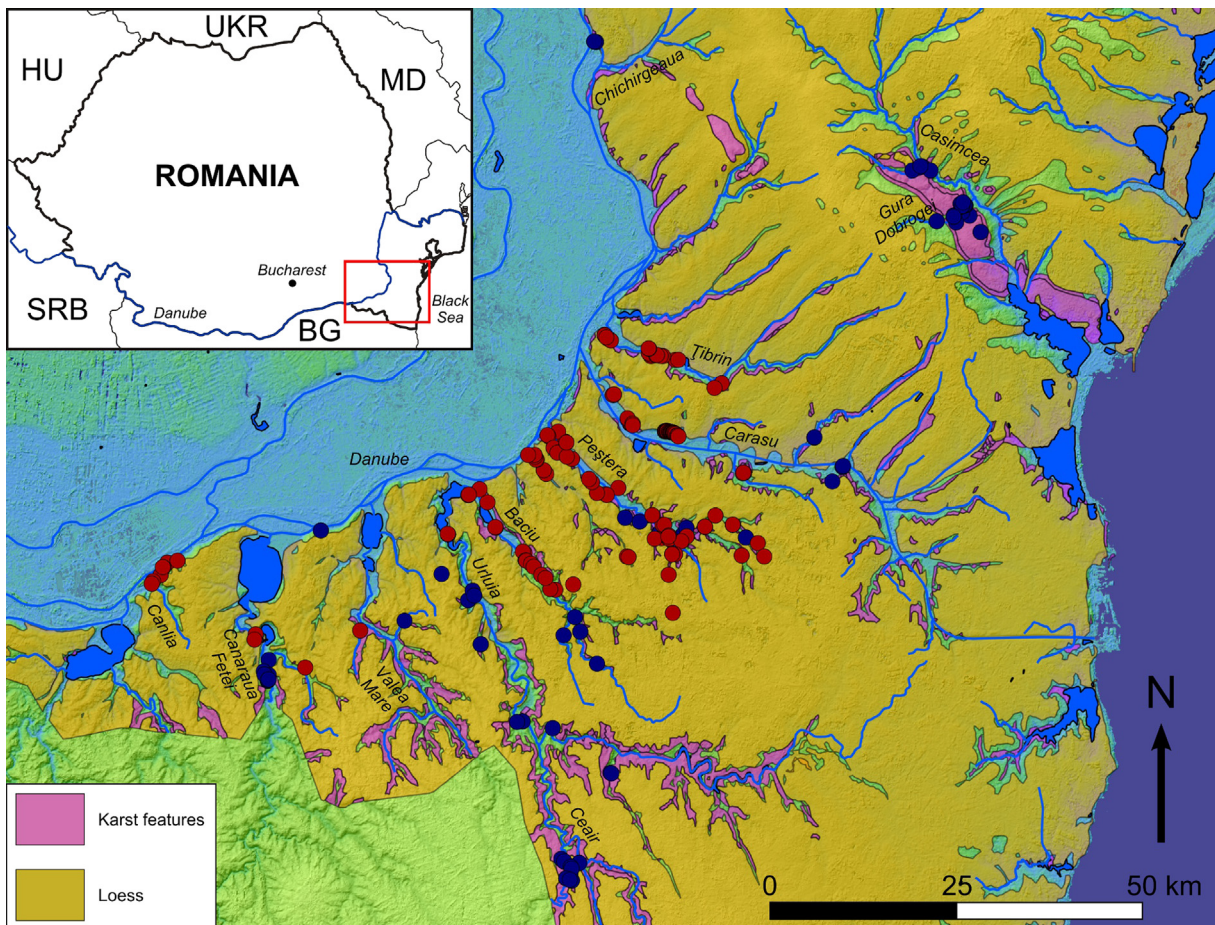 UKR
HU
MD
ROMANIA
Bucharest
SRB
Danube
BG
Black
Sea
Chichirgeaua
Casimcea
Gura
Dobrogei
Ţibrin
Carasu
Peştera
Danube
Baciu
Urluia
Canlia
Canaraua
Fetei
Valea
Mare
Ceair
N
Karst features
Loess
0
25
50 km